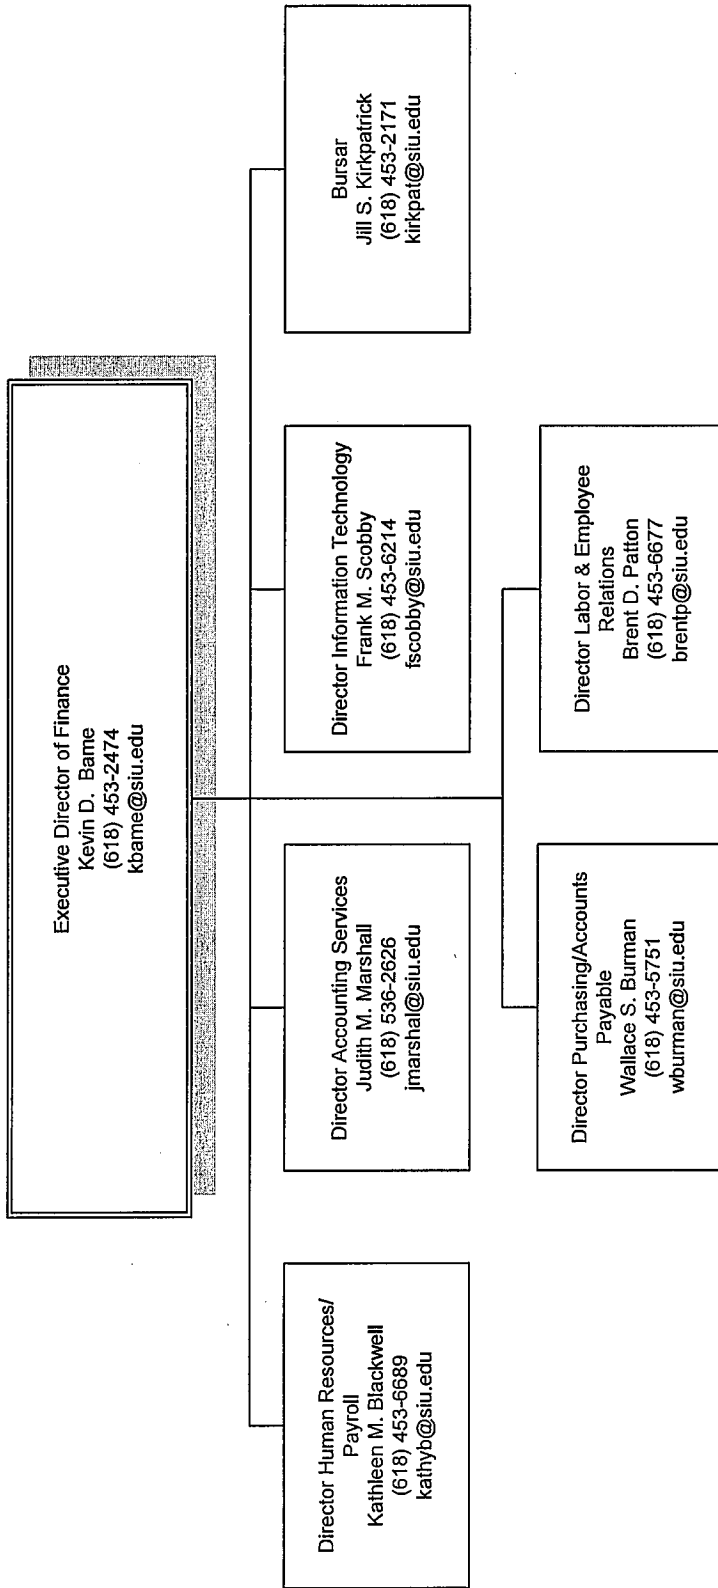 Executive Director of Finance
Kevin D. Bame
(618) 453-2474
kbame@siu.edu
Director Human Resources/
Payroll
Kathleen M. Blackwell
(618) 453-6689
kathyb@siu.edu
Director Accounting Services
Judith M. Marshall
(618) 536-2626
jmarshal@siu.edu
Director Information Technology
Frank M. Scobby
(618) 453-6214
fscobby@siu.edu
Bursar
Jill S. Kirkpatrick
(618) 453-2171
kirkpat@siu.edu
Director Purchasing/Accounts
Payable
Wallace S. Burman
(618) 453-5751
wburman@siu.edu
Director Labor & Employee
Relations
Brent D. Patton
(618) 453-6677
brentp@siu.edu